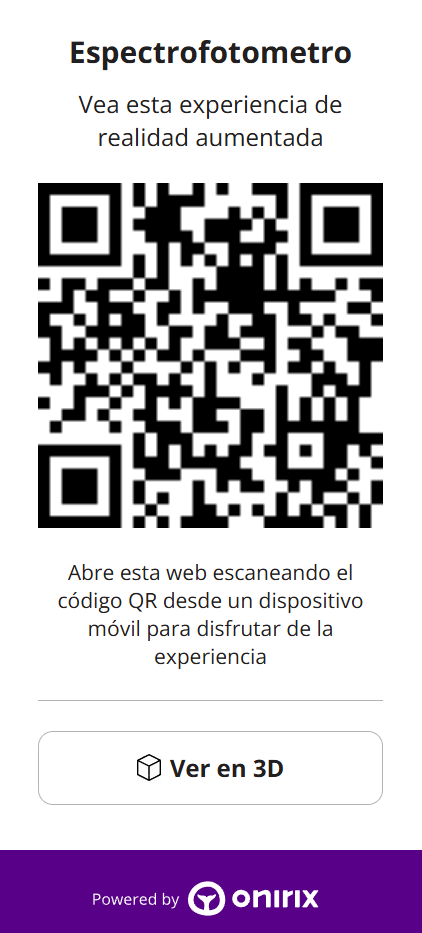 Espectrofotometro
Vea esta experiencia de
realidad aumentada
Abre esta web escaneando el
código QR desde un dispositivo
móvil para disfrutar de la
experiencia
Ver en 3D
Powered by onirix